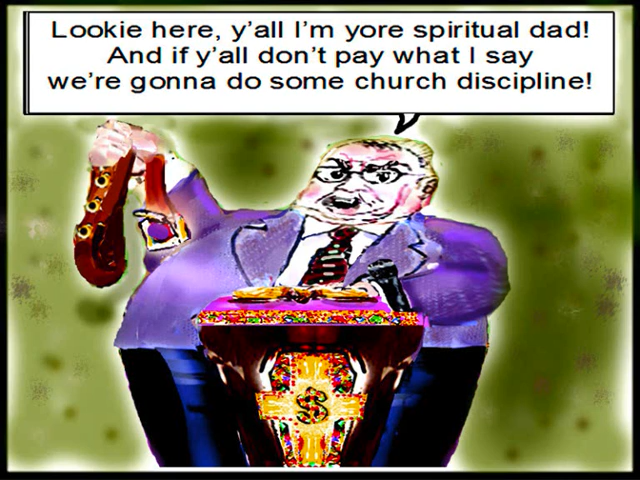 Lookie here, y'all I'm yore spiritual dad!
And if y'all don't pay what I say
we're gonna do some church discipline!
$